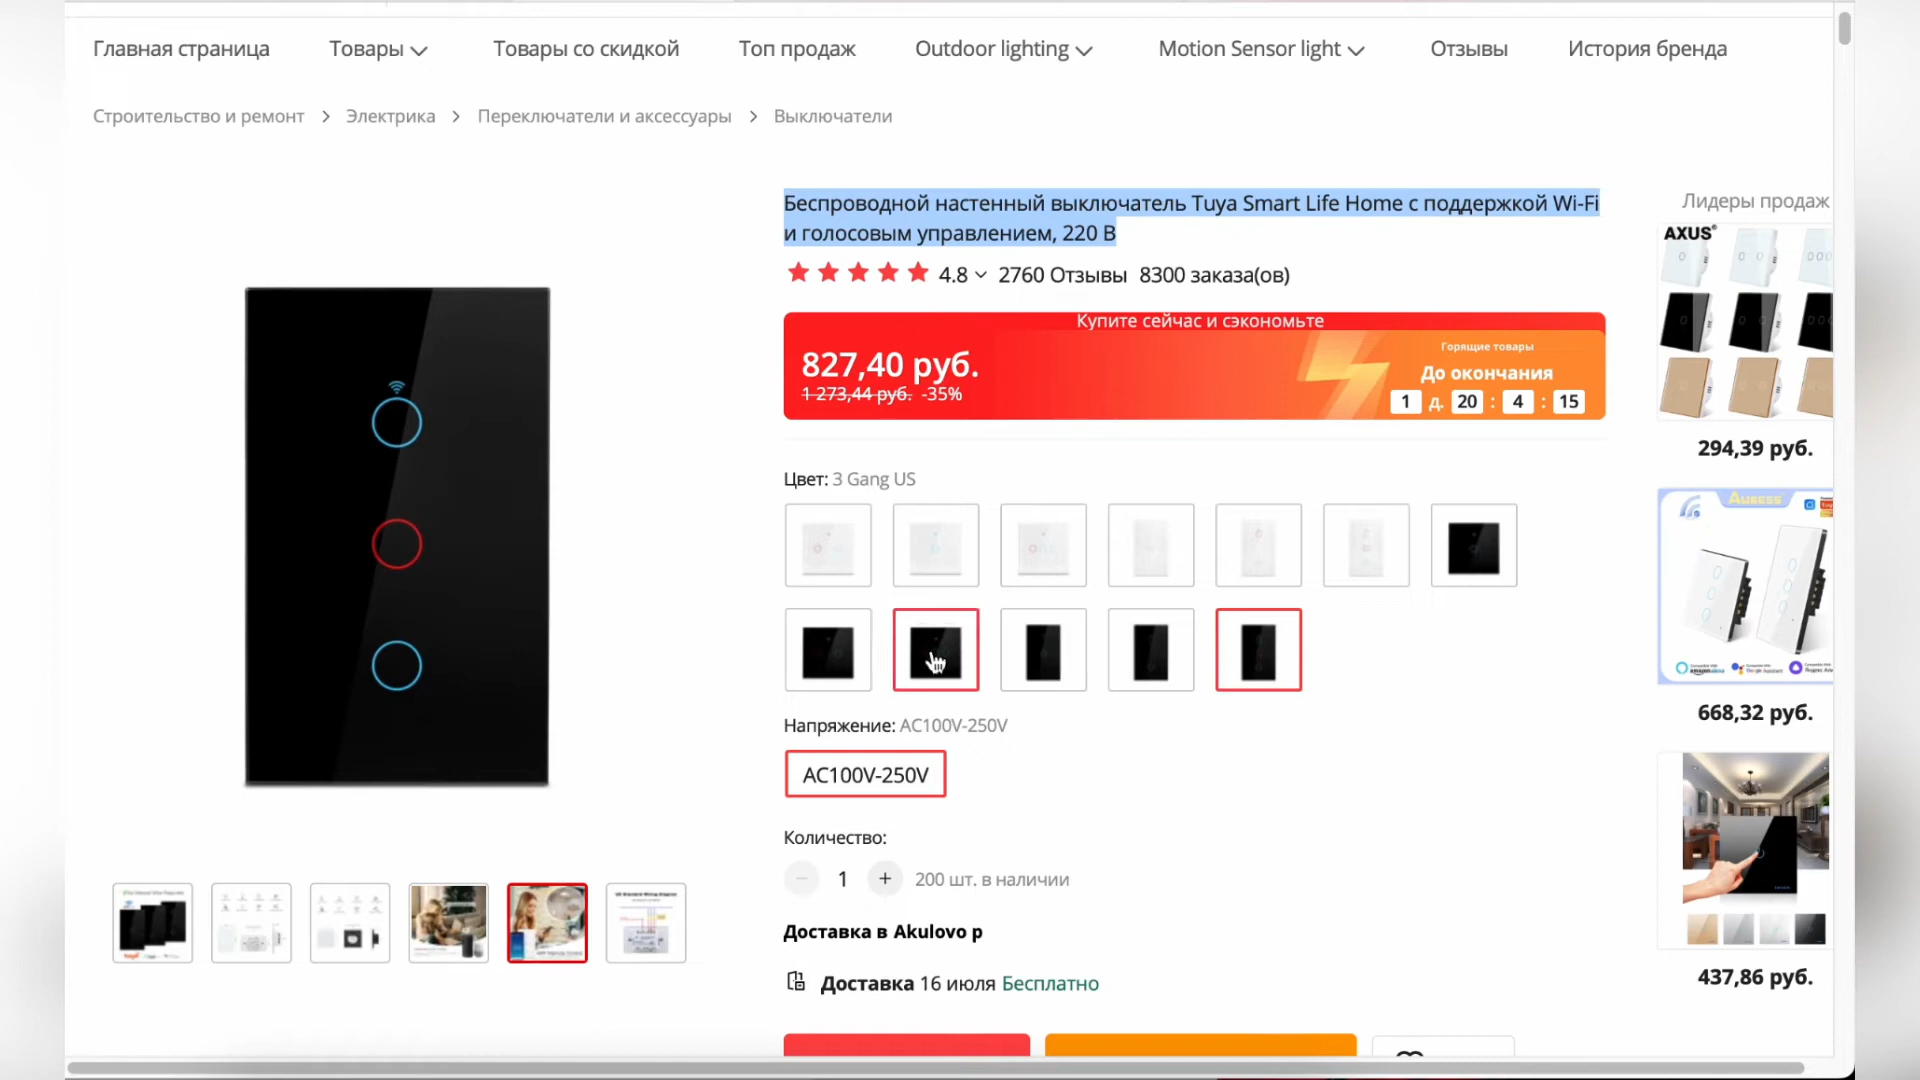 Главная страница
Товары
Товары со скидкой
Топ продаж
Outdoor lighting
Motion Sensor light
Отзывы
История бренда
Строительство и ремонт > Электрика > Переключатели и аксессуары > Выключатели
Беспроводной настенный выключатель Tuya Smart Life Home с поддержкой Wi-Fi
и голосовым управлением, 220 В
4.8
2760 Отзывы
8300 заказа(ов)
Купите сейчас и сэкономьте
827,40 руб.
1 273,44 руб. -35%
Горящие товары
До окончания
1 д. 20 : 4 : 15
Цвет: 3 Gang US
Напряжение: AC100V-250V
AC100V-250V
Количество:
1
200 шт. в наличии
Доставка в Akulovo p
Доставка 16 июля Бесплатно
Лидеры продаж
AXUS
294,39 руб.
Aubess
668,32 руб.
437,86 руб.